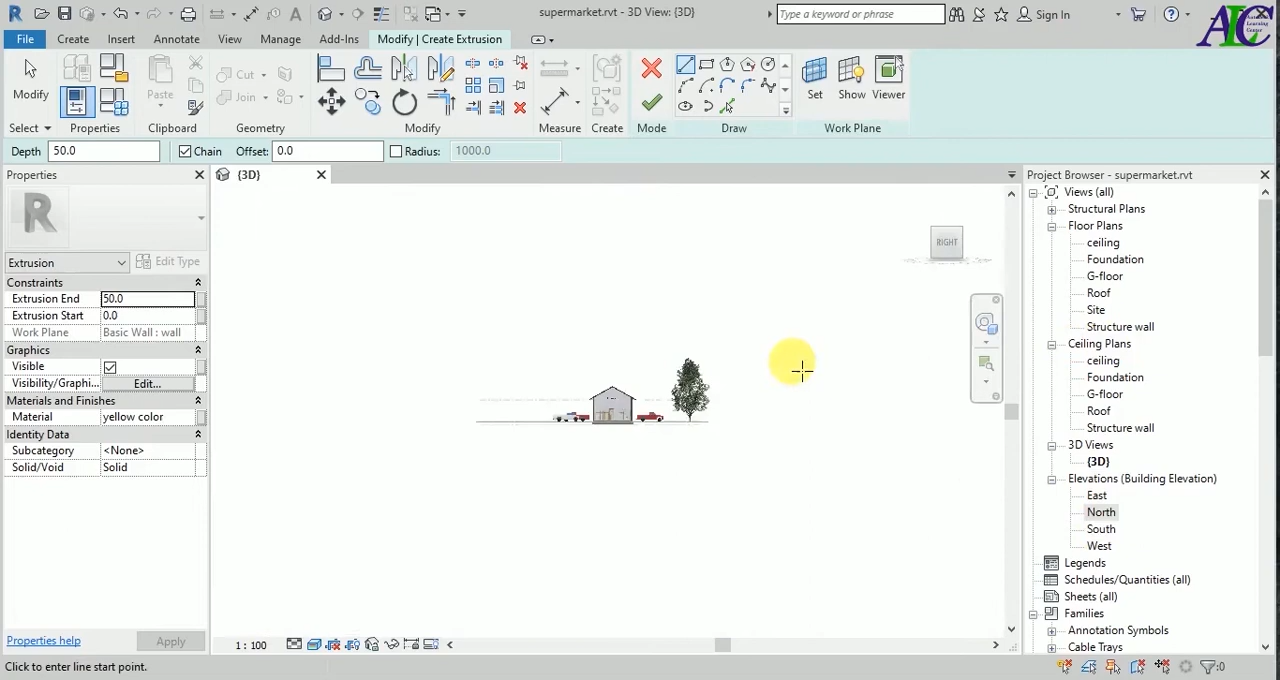 supermarket.rvt - 3D View: {3D}
Type a keyword or phrase
Sign In
ALC
File
Create
Insert
Annotate
View
Manage
Add-Ins
Modify | Create Extrusion
Modify
Paste
Cut
Join
Set
Show
Viewer
Select
Properties
Clipboard
Geometry
Modify
Measure
Create
Mode
Draw
Work Plane
Depth 50.0
Chain
Offset: 0.0
Radius: 1000.0
Properties
{3D}
Project Browser - supermarket.rvt
R
Extrusion
Edit Type
Constraints
Extrusion End 50.0
Extrusion Start 0.0
Work Plane Basic Wall : wall
Graphics
Visible
Visibility/Graphi... Edit...
Materials and Finishes
Material yellow color
Identity Data
Subcategory <None>
Solid/Void Solid
Properties help
Apply
RIGHT
Views (all)
Structural Plans
Floor Plans
ceiling
Foundation
G-floor
Roof
Site
Structure wall
Ceiling Plans
ceiling
Foundation
G-floor
Roof
Structure wall
3D Views
{3D}
Elevations (Building Elevation)
East
North
South
West
Legends
Schedules/Quantities (all)
Sheets (all)
Families
Annotation Symbols
Cable Trays
1 : 100
Click to enter line start point.
:0